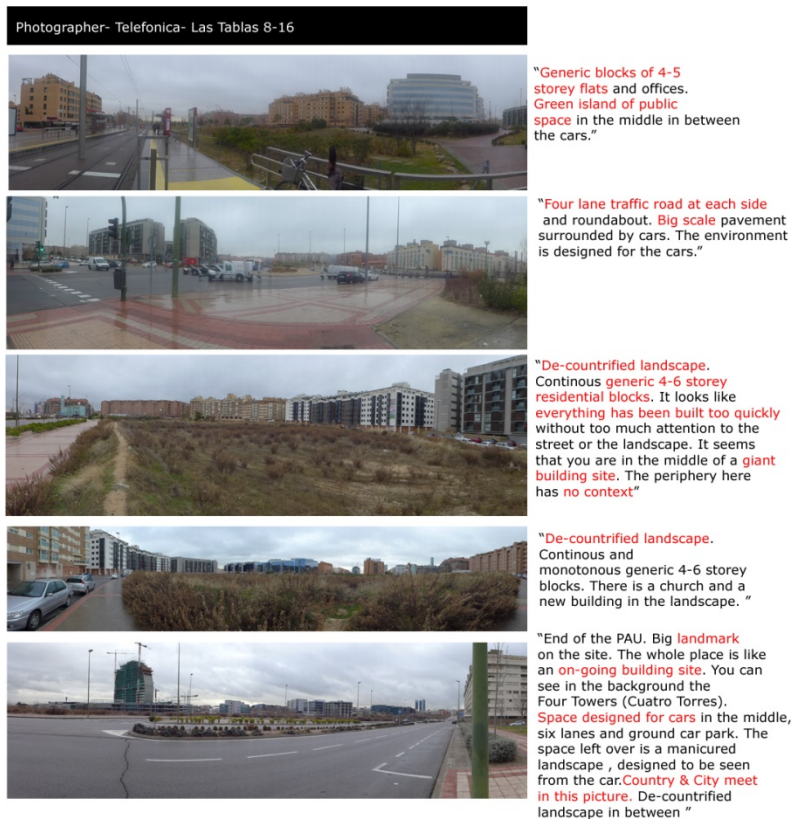 Photographer- Telefonica- Las Tablas 8-16
“Generic blocks of 4-5
storey flats and offices.
Green island of public
space in the middle in between
the cars.”
“Four lane traffic road at each side
and roundabout. Big scale pavement
surrounded by cars. The environment
is designed for the cars.”
“De-countrified landscape.
Continous generic 4-6 storey
residential blocks. It looks like
everything has been built too quickly
without too much attention to the
street or the landscape. It seems
that you are in the middle of a giant
building site. The periphery here
has no context”
“De-countrified landscape.
Continous and
monotonous generic 4-6 storey
blocks. There is a church and a
new building in the landscape. ”
“End of the PAU. Big landmark
on the site. The whole place is like
an on-going building site. You can
see in the background the
Four Towers (Cuatro Torres).
Space designed for cars in the middle,
six lanes and ground car park. The
space left over is a manicured
landscape , designed to be seen
from the car.Country & City meet
in this picture. De-countrified
landscape in between ”